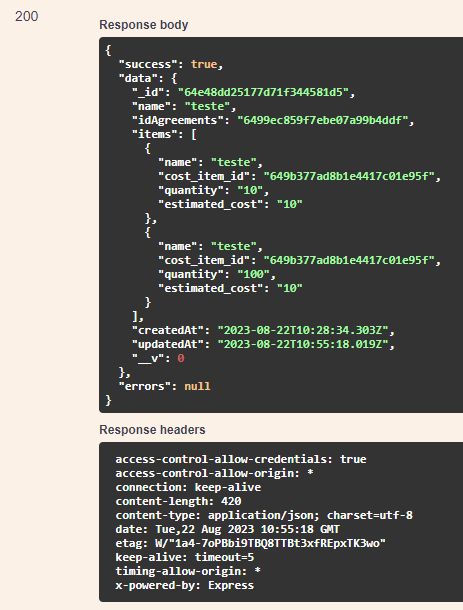 200
Response body
{
  "success": true,
  "data": {
    "_id": "64e48dd25177d71f344581d5",
    "name": "teste",
    "idAgreements": "6499ec859f7ebe07a99b4ddf",
    "items": [
      {
        "name": "teste",
        "cost_item_id": "649b377ad8b1e4417c01e95f",
        "quantity": "10",
        "estimated_cost": "10"
      },
      {
        "name": "teste",
        "cost_item_id": "649b377ad8b1e4417c01e95f",
        "quantity": "100",
        "estimated_cost": "10"
      }
    ],
    "createdAt": "2023-08-22T10:28:34.303Z",
    "updatedAt": "2023-08-22T10:55:18.019Z",
    "__v": 0
  },
  "errors": null
}
Response headers
access-control-allow-credentials: true
access-control-allow-origin: *
connection: keep-alive
content-length: 420
content-type: application/json; charset=utf-8
date: Tue,22 Aug 2023 10:55:18 GMT
etag: W/"1a4-7oPBbi9TBQ8TTBt3xfREpxTK3wo"
keep-alive: timeout=5
timing-allow-origin: *
x-powered-by: Express